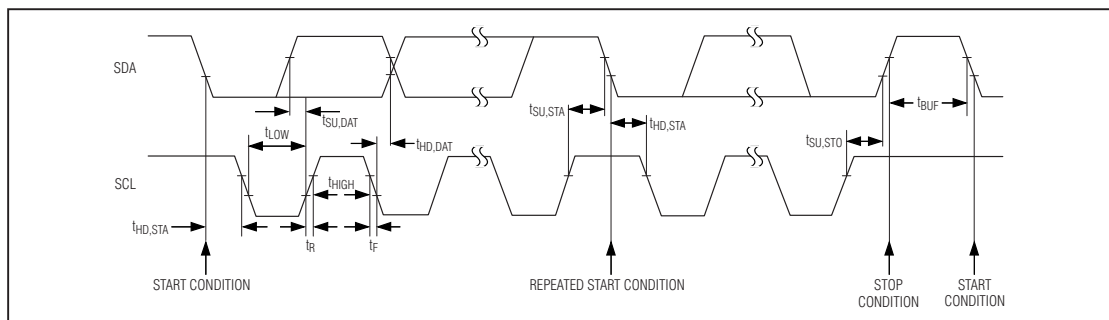 SDA
tSU,DAT
tLOW
tHD,DAT
tSU,STA
tHD,STA
tBUF
tSU,STO
SCL
tHIGH
tHD,STA
tR
tF
START CONDITION
REPEATED START CONDITION
STOP
CONDITION
START
CONDITION